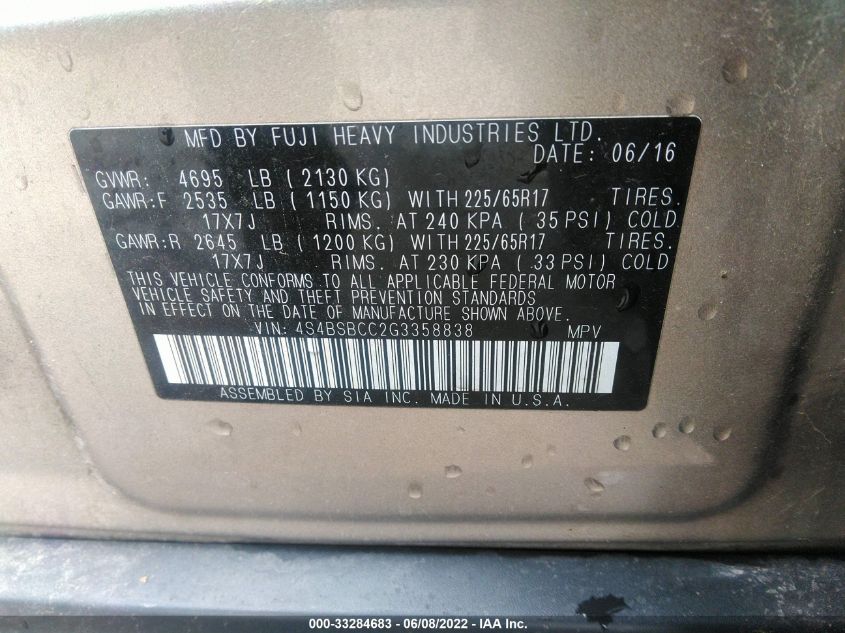 MFD BY FUJI HEAVY INDUSTRIES LTD.
DATE: 06/16
GVWR: 4695 LB ( 2130 KG)
GAWR:F 2535 LB ( 1150 KG) WITH 225/65R17 TIRES.
17X7J RIMS. AT 240 KPA ( 35 PSI) COLD
GAWR:R 2645 LB ( 1200 KG) WITH 225/65R17 TIRES.
17X7J RIMS. AT 230 KPA ( 33 PSI) COLD
THIS VEHICLE CONFORMS TO ALL APPLICABLE FEDERAL MOTOR
VEHICLE SAFETY AND THEFT PREVENTION STANDARDS
IN EFFECT ON THE DATE OF MANUFACTURE SHOWN ABOVE.
VIN: 4S4BSBCC2G3358838 MPV
ASSEMBLED BY SIA INC. MADE IN U.S.A.
000-33284683 - 06/08/2022 - IAA Inc.